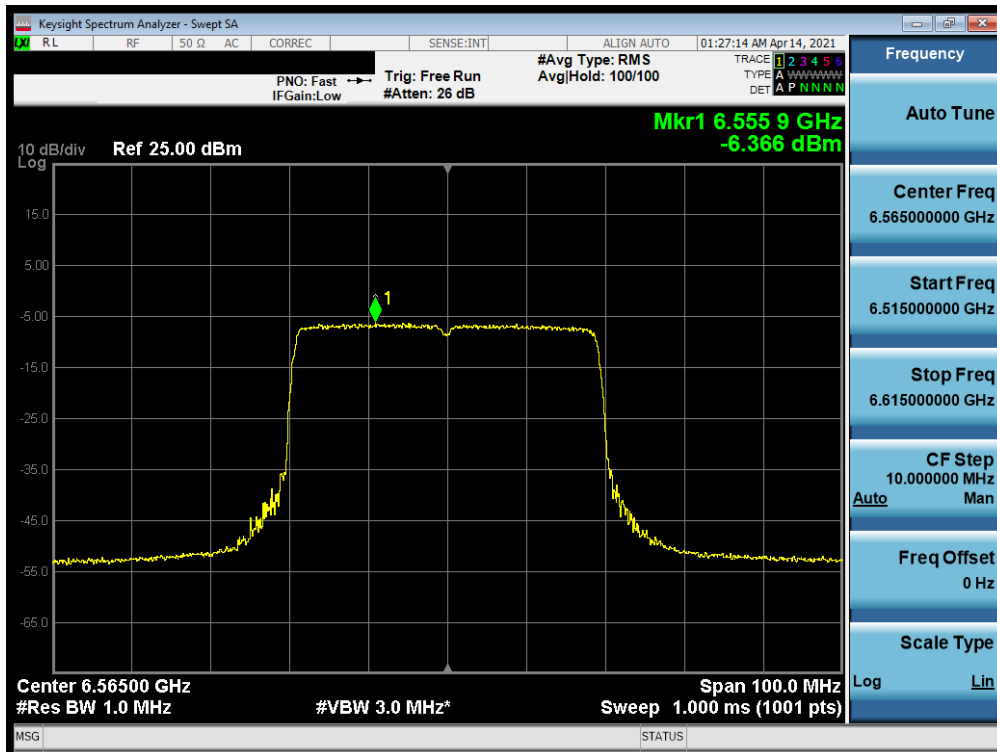 Keysight Spectrum Analyzer - Swept SA
LXI RL RF 50 Ω AC CORREC SENSE:INT ALIGN AUTO 01:27:14 AM Apr 14, 2021
PNO: Fast
IFGain:Low
Trig: Free Run
#Atten: 26 dB
#Avg Type: RMS
Avg|Hold: 100/100
TRACE 1 2 3 4 5 6
TYPE A WWWWW
DET A P N N N N
Mkr1 6.555 9 GHz
-6.366 dBm
10 dB/div Ref 25.00 dBm
Log
15.0
5.00
-5.00
-15.0
-25.0
-35.0
-45.0
-55.0
-65.0
1
Center 6.56500 GHz Span 100.0 MHz
#Res BW 1.0 MHz #VBW 3.0 MHz* Sweep 1.000 ms (1001 pts)
MSG STATUS
Frequency
Auto Tune
Center Freq
6.565000000 GHz
Start Freq
6.515000000 GHz
Stop Freq
6.615000000 GHz
CF Step
10.000000 MHz
Auto Man
Freq Offset
0 Hz
Scale Type
Log Lin